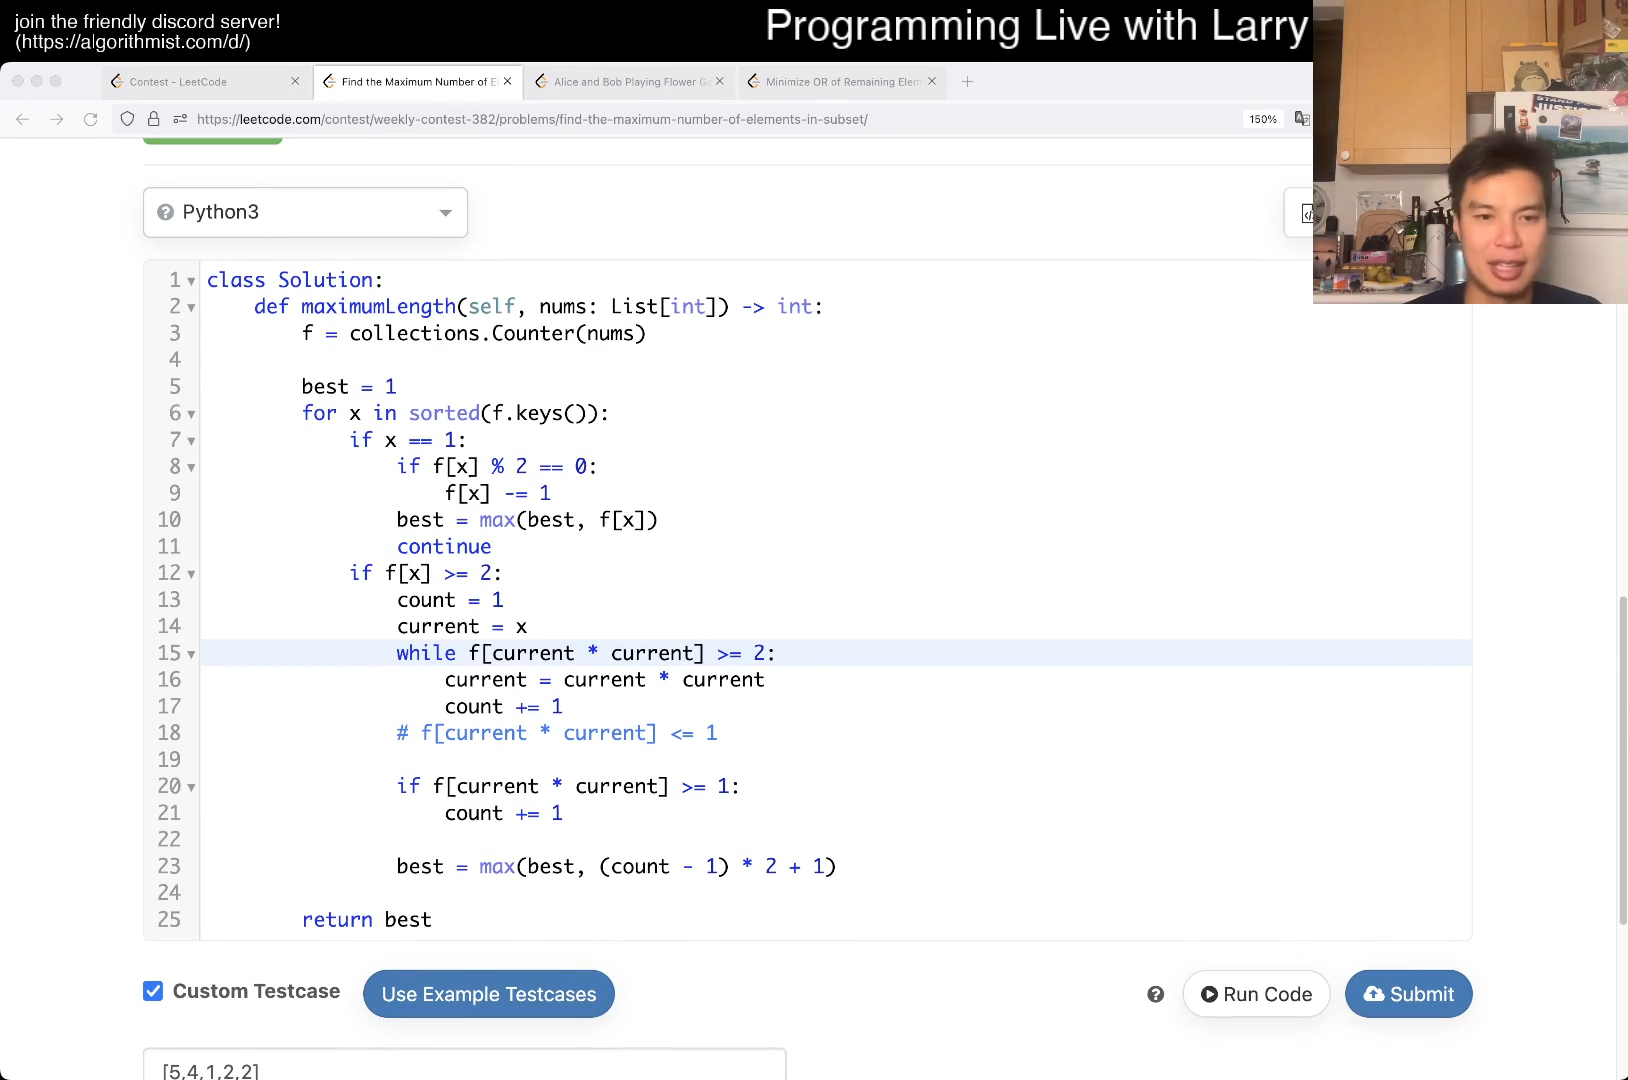 join the friendly discord server!
(https://algorithmist.com/d/)
Programming Live with Larry
Contest - LeetCode
Find the Maximum Number of El
Alice and Bob Playing Flower Ga
Minimize OR of Remaining Elem
https://leetcode.com/contest/weekly-contest-382/problems/find-the-maximum-number-of-elements-in-subset/
150%
Python3
1 class Solution:
2     def maximumLength(self, nums: List[int]) -> int:
3         f = collections.Counter(nums)
4
5         best = 1
6         for x in sorted(f.keys()):
7             if x == 1:
8                 if f[x] % 2 == 0:
9                     f[x] -= 1
10                 best = max(best, f[x])
11                 continue
12             if f[x] >= 2:
13                 count = 1
14                 current = x
15                 while f[current * current] >= 2:
16                     current = current * current
17                     count += 1
18                 # f[current * current] <= 1
19
20                 if f[current * current] >= 1:
21                     count += 1
22
23                 best = max(best, (count - 1) * 2 + 1)
24
25         return best
Custom Testcase
Use Example Testcases
Run Code
Submit
[5,4,1,2,2]